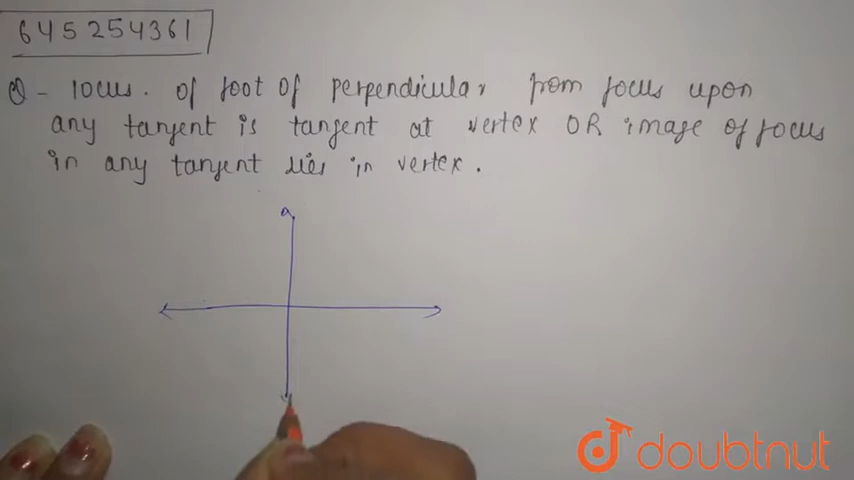 645254361
Q - locus. of foot of perpendicular from focus upon
any tangent is tangent at vertex OR image of focus
in any tangent lies in vertex.
doubtnut